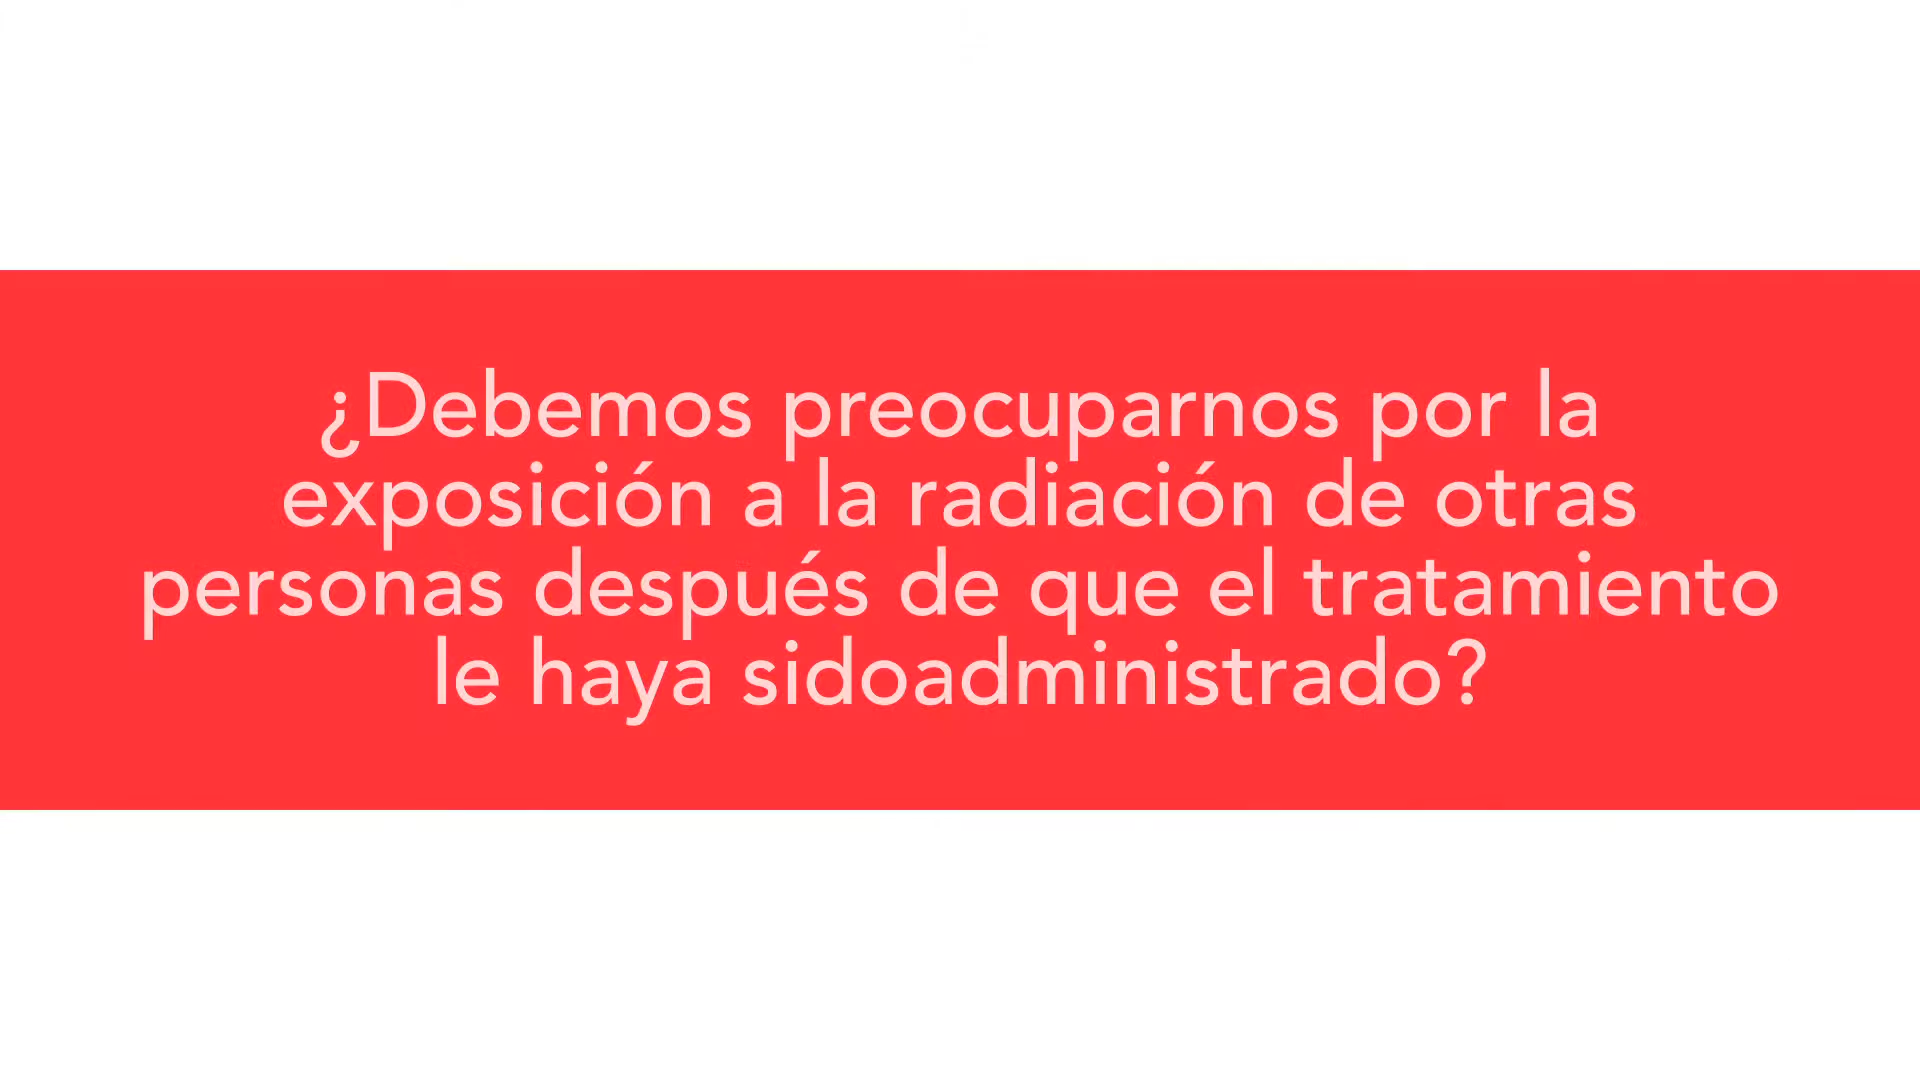 ¿Debemos preocuparnos por la
exposición a la radiación de otras
personas después de que el tratamiento
le haya sidoadministrado?